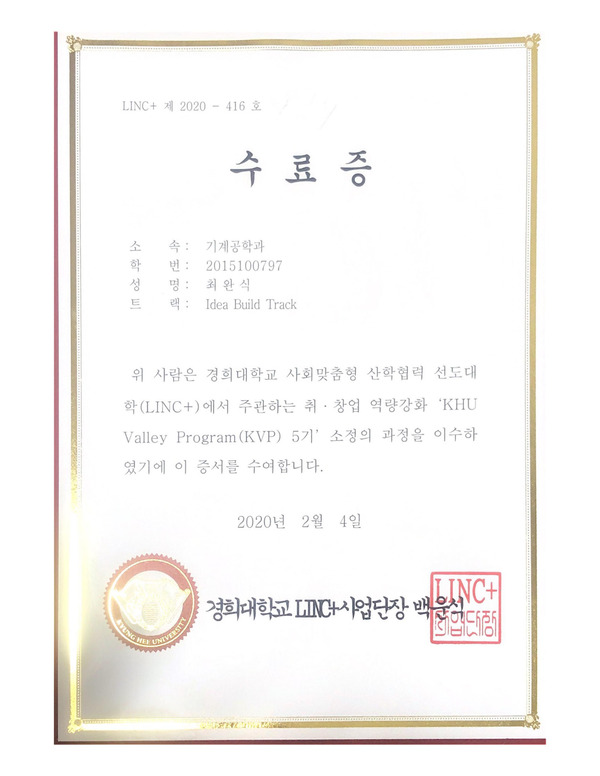 LINC+ 제 2020 - 416 호
수 료 증
소 속 : 기계공학과
학 번 : 2015100797
성 명 : 최완식
트 랙 : Idea Build Track
위 사람은 경희대학교 사회맞춤형 산학협력 선도대
학(LINC+)에서 주관하는 취 · 창업 역량강화 ‘KHU
Valley Program(KVP) 5기’ 소정의 과정을 이수하
였기에 이 증서를 수여합니다.
2020년 2월 4일
경희대학교 LINC+사업단장 백운식
LINC+
사업단장
KYUNG HEE UNIVERSITY